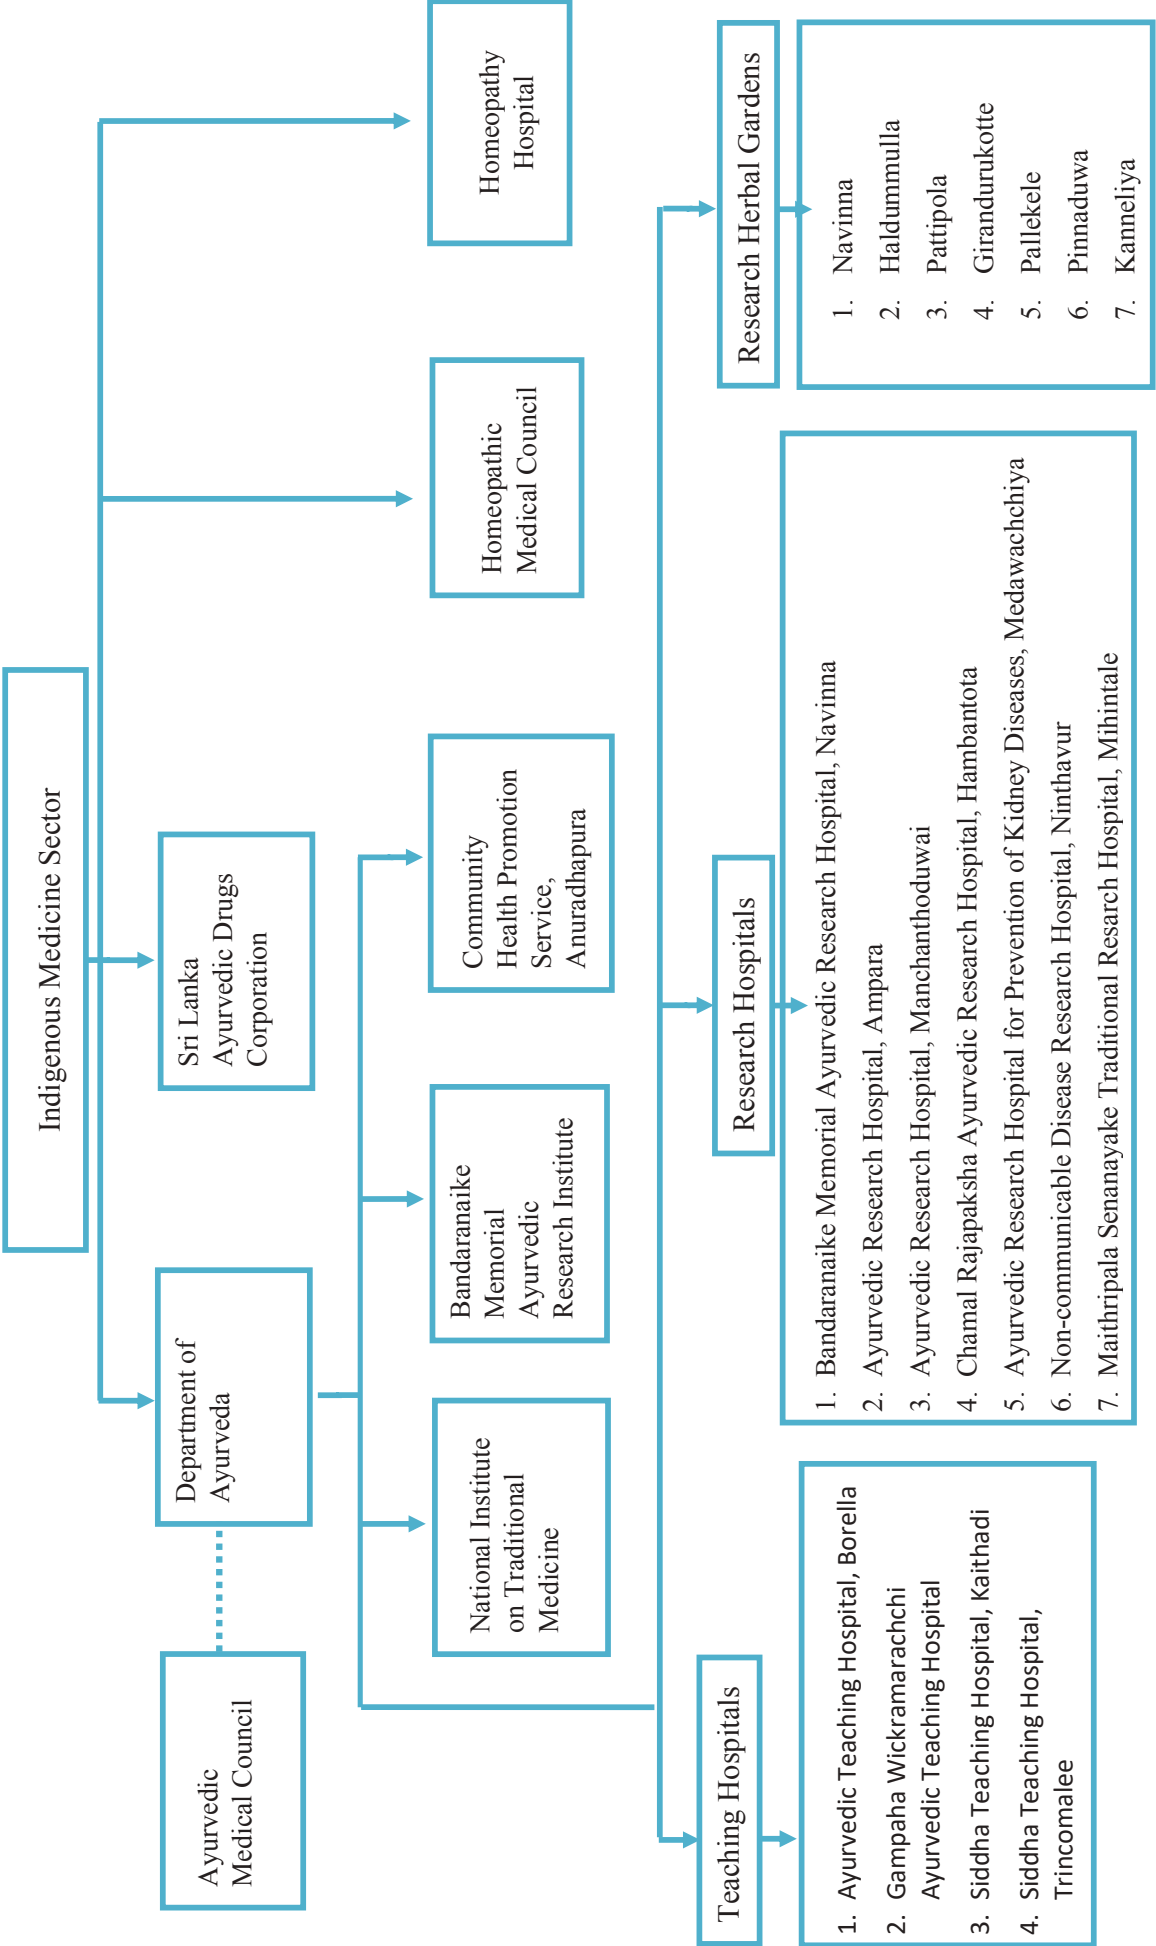 Indigenous Medicine Sector
Ayurvedic
Medical Council
Department of
Ayurveda
Sri Lanka
Ayurvedic Drugs
Corporation
National Institute
on Traditional
Medicine
Bandaranaike
Memorial
Ayurvedic
Research Institute
Community
Health Promotion
Service,
Anuradhapura
Homeopathic
Medical Council
Homeopathy
Hospital
Teaching Hospitals
1. Ayurvedic Teaching Hospital, Borella
2. Gampaha Wickramarachchi
Ayurvedic Teaching Hospital
3. Siddha Teaching Hospital, Kaithadi
4. Siddha Teaching Hospital,
Trincomalee
Research Hospitals
1. Bandaranaike Memorial Ayurvedic Research Hospital, Navinna
2. Ayurvedic Research Hospital, Ampara
3. Ayurvedic Research Hospital, Manchanthoduwai
4. Chamal Rajapaksha Ayurvedic Research Hospital, Hambantota
5. Ayurvedic Research Hospital for Prevention of Kidney Diseases, Medawachchiya
6. Non-communicable Disease Research Hospital, Ninthavur
7. Maithripala Senanayake Traditional Resarch Hospital, Mihintale
Research Herbal Gardens
1. Navinna
2. Haldummulla
3. Pattipola
4. Girandurukotte
5. Pallekele
6. Pinnaduwa
7. Kanneliya